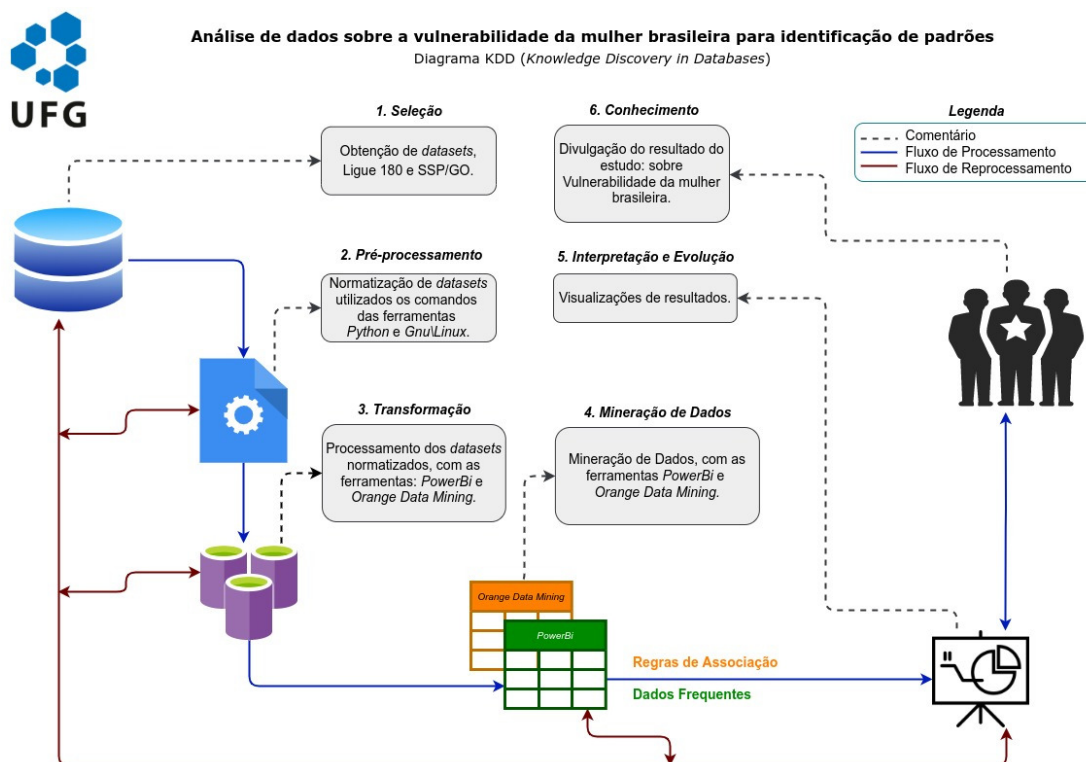 Análise de dados sobre a vulnerabilidade da mulher brasileira para identificação de padrões
Diagrama KDD (Knowledge Discovery in Databases)
UFG
1. Seleção
Obtenção de datasets,
Ligue 180 e SSP/GO.
6. Conhecimento
Divulgação do resultado do
estudo: sobre
Vulnerabilidade da mulher
brasileira.
Legenda
Comentário
Fluxo de Processamento
Fluxo de Reprocessamento
2. Pré-processamento
Normatização de datasets
utilizados os comandos
das ferramentas
Python e Gnu\Linux.
5. Interpretação e Evolução
Visualizações de resultados.
3. Transformação
Processamento dos datasets
normatizados, com as
ferramentas: PowerBi e
Orange Data Mining.
4. Mineração de Dados
Mineração de Dados, com as
ferramentas PowerBi e
Orange Data Mining.
Orange Data Mining
PowerBi
Regras de Associação
Dados Frequentes